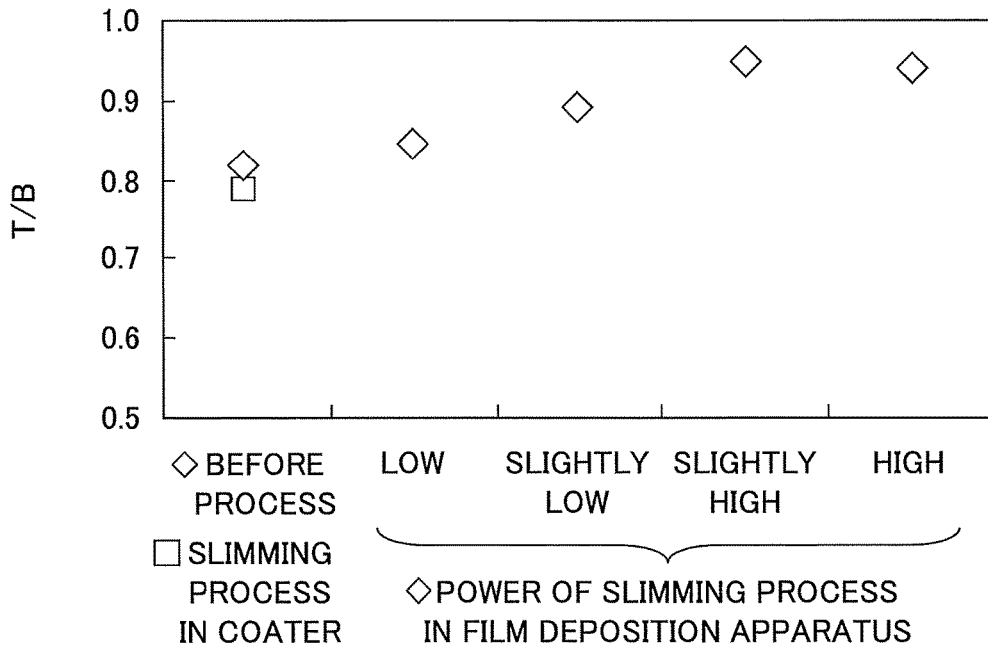 1.0
0.9
0.8
0.7
0.6
0.5
T/B
◇ BEFORE PROCESS
LOW
SLIGHTLY LOW
SLIGHTLY HIGH
HIGH
□ SLIMMING
PROCESS
IN COATER
◇ POWER OF SLIMMING PROCESS
IN FILM DEPOSITION APPARATUS